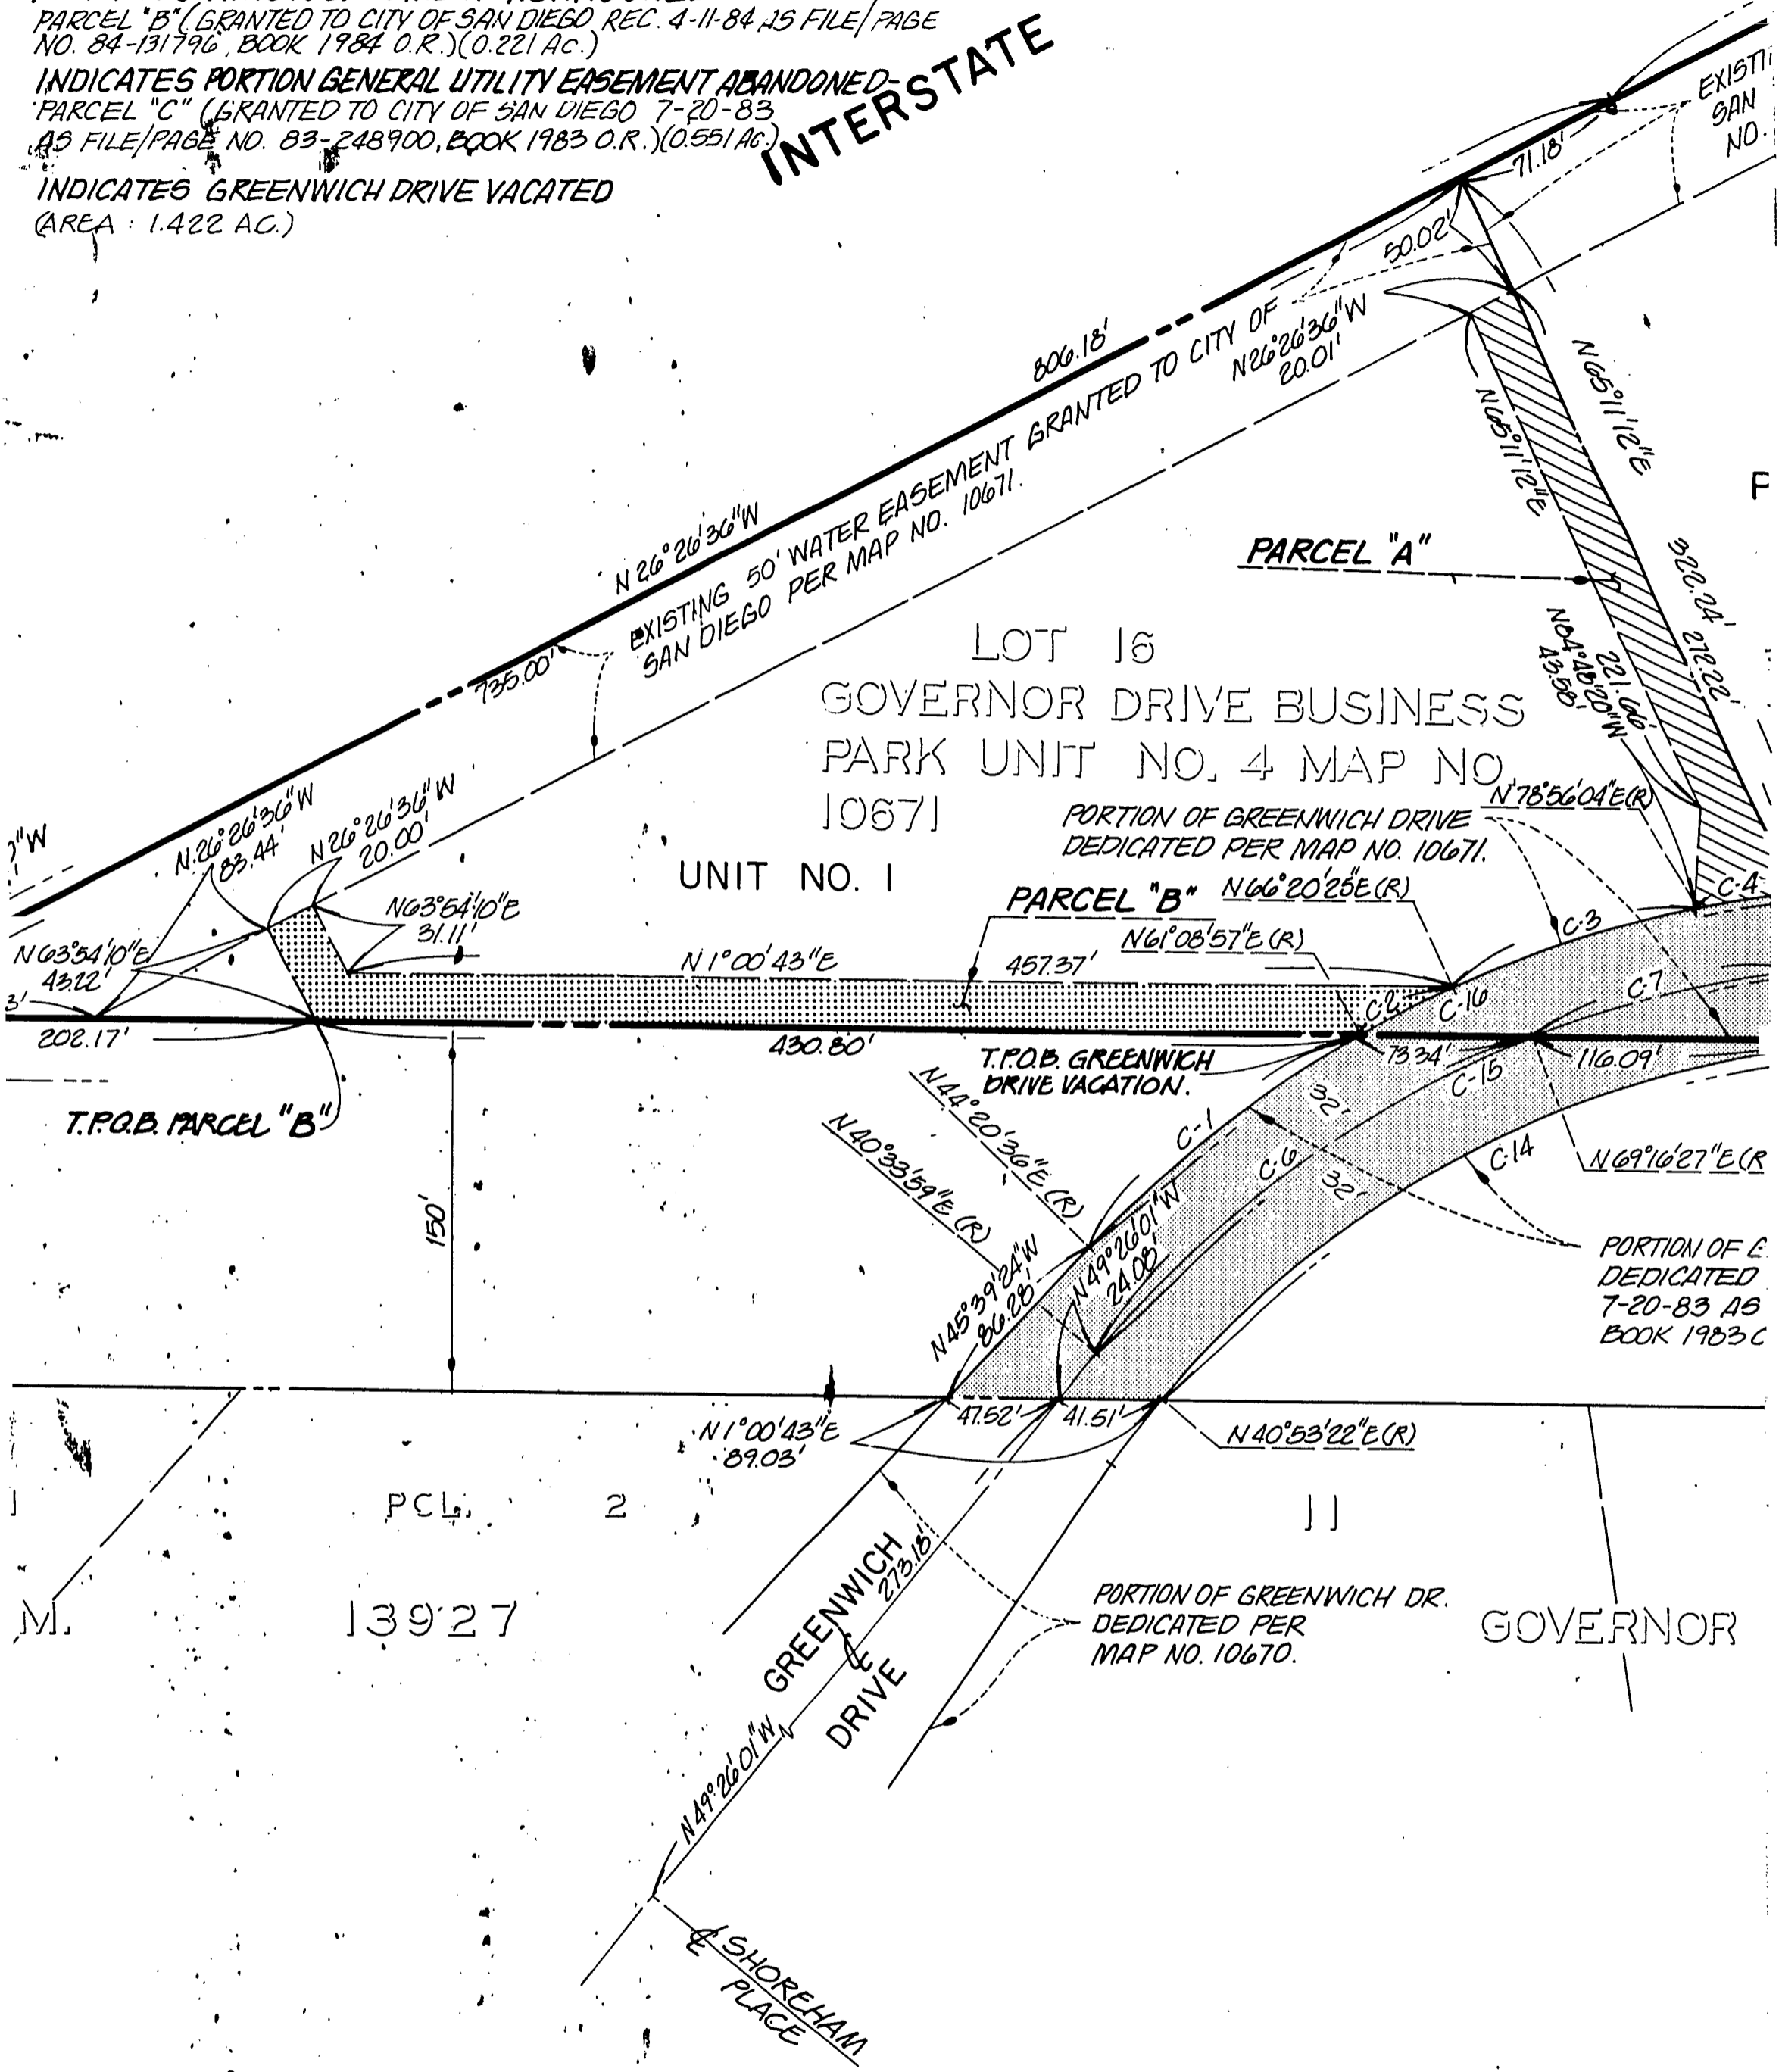 PARCEL "B" (GRANTED TO CITY OF SAN DIEGO REC. 4-11-84 AS FILE/PAGE
NO. 84-131796, BOOK 1984 O.R.)(0.221 AC.)
INDICATES PORTION GENERAL UTILITY EASEMENT ABANDONED-
PARCEL "C" (GRANTED TO CITY OF SAN DIEGO 7-20-83
AS FILE/PAGE NO. 83-248900, BOOK 1983 O.R.)(0.551 AC.)
INDICATES GREENWICH DRIVE VACATED
(AREA : 1.422 AC.)
INTERSTATE
EXISTI
SAN
NO.
71.18'
50.02'
806.18'
N26°26'36"W
20.01'
N 26°26'36"W
EXISTING 50' WATER EASEMENT GRANTED TO CITY OF
SAN DIEGO PER MAP NO. 10671.
735.00'
N65°11'12"E
N65°11'12"E
P
PARCEL "A"
322.24'
272.22'
221.66'
N84°48'20"W
43.58'
LOT 16
GOVERNOR DRIVE BUSINESS
PARK UNIT NO. 4 MAP NO.
10671
N78°56'04"E(R)
PORTION OF GREENWICH DRIVE
DEDICATED PER MAP NO. 10671.
UNIT NO. 1
"W
N.26°26'36"W
83.44'
N26°26'36"W
20.00'
N63°54'10"E
31.11'
N63°54'10"E
43.22'
3'
202.17'
PARCEL "B"
N66°20'25"E(R)
N61°08'57"E(R)
N1°00'43"E
457.37'
C-4
C-3
C-2
C-16
C-7
430.80'
73.34'
116.09'
C-15
T.P.O.B. GREENWICH
DRIVE VACATION.
T.P.O.B. PARCEL "B"
N44°20'36"E(R)
N40°33'59"E(R)
C-1
32'
C-6
32'
C-14
N69°16'27"E(R
150'
N45°39'24"W
86.28'
N49°26'01"W
24.08'
PORTION OF G
DEDICATED
7-20-83 AS
BOOK 1983 O
47.52'
41.51'
N1°00'43"E
89.03'
N40°53'22"E(R)
PCL. 2
11
GREENWICH
273.18'
DRIVE
PORTION OF GREENWICH DR.
DEDICATED PER
MAP NO. 10670.
M.
13927
GOVERNOR
N49°26'01"W
℄ SHOREHAM
PLACE